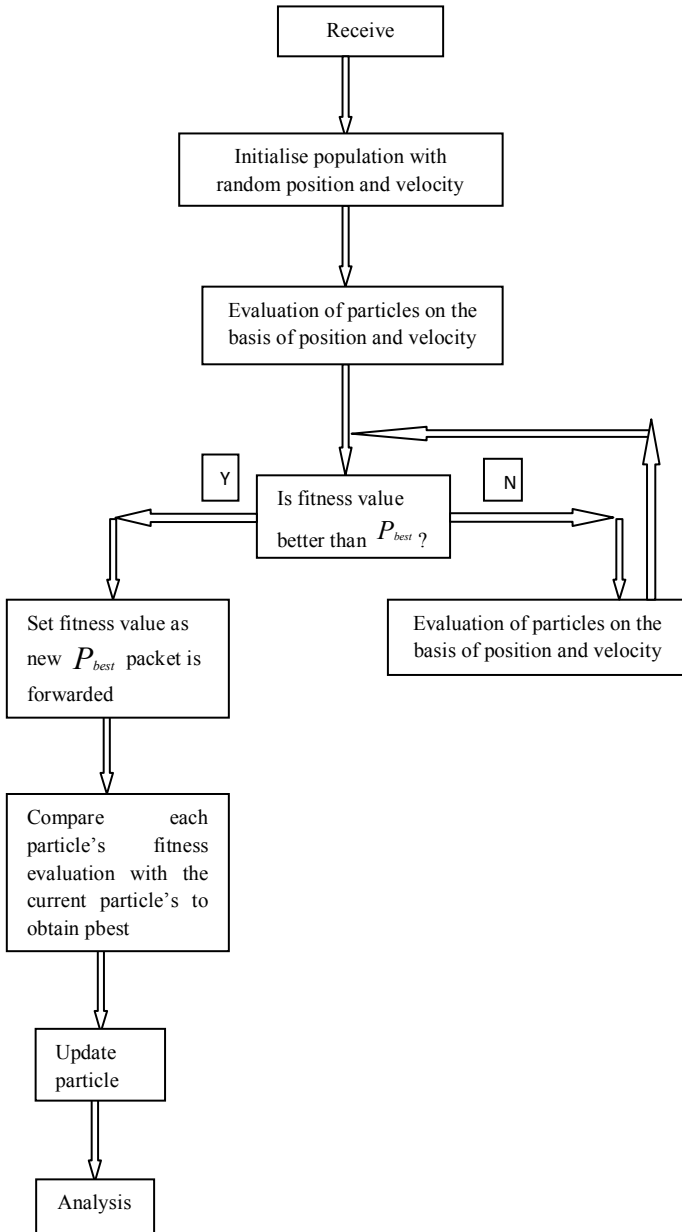 Receive
Initialise population with
random position and velocity
Evaluation of particles on the
basis of position and velocity
Y
N
Is fitness value
better than P_best ?
Set fitness value as
new P_best packet is
forwarded
Evaluation of particles on the
basis of position and velocity
Compare each
particle's fitness
evaluation with the
current particle's to
obtain pbest
Update
particle
Analysis